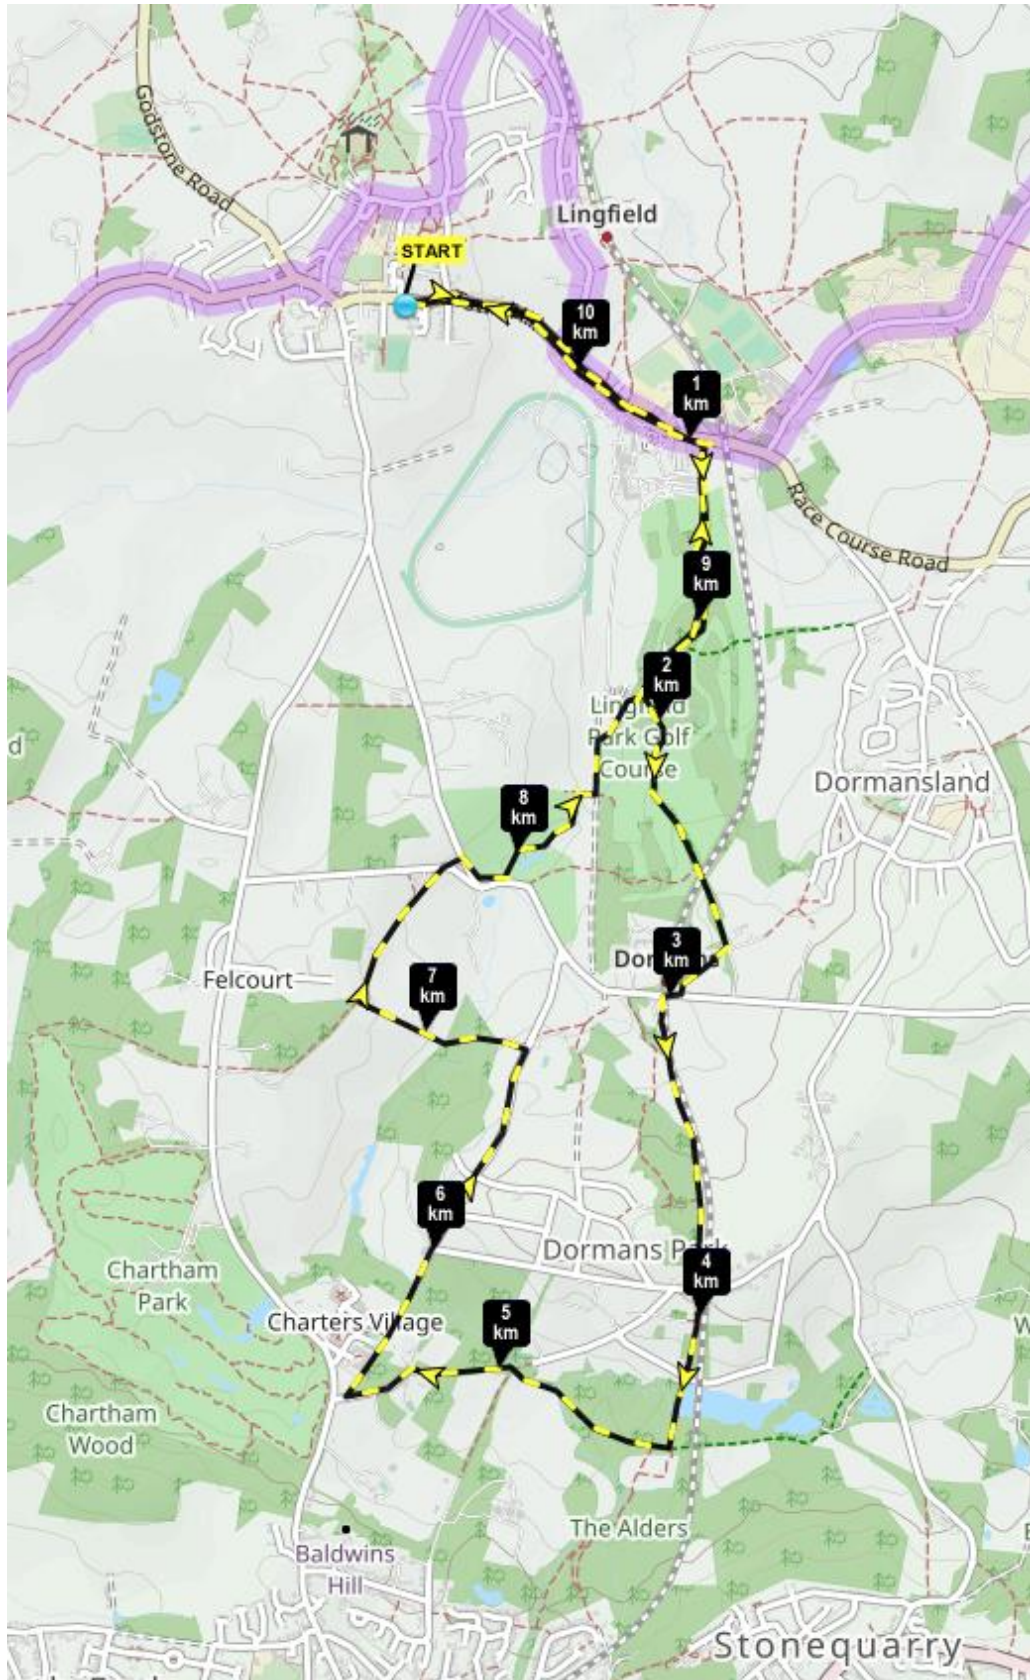 Godstone Road
Lingfield
START
10
km
1
km
Race Course Road
9
km
2
km
Lingfield
Park Golf
Course
d
Dormansland
8
km
3
km
Felcourt
7
km
6
km
Dormans Park
4
km
Chartham
Park
Charters Village
5
km
Chartham
Wood
The Alders
Baldwins
Hill
Stonequarry